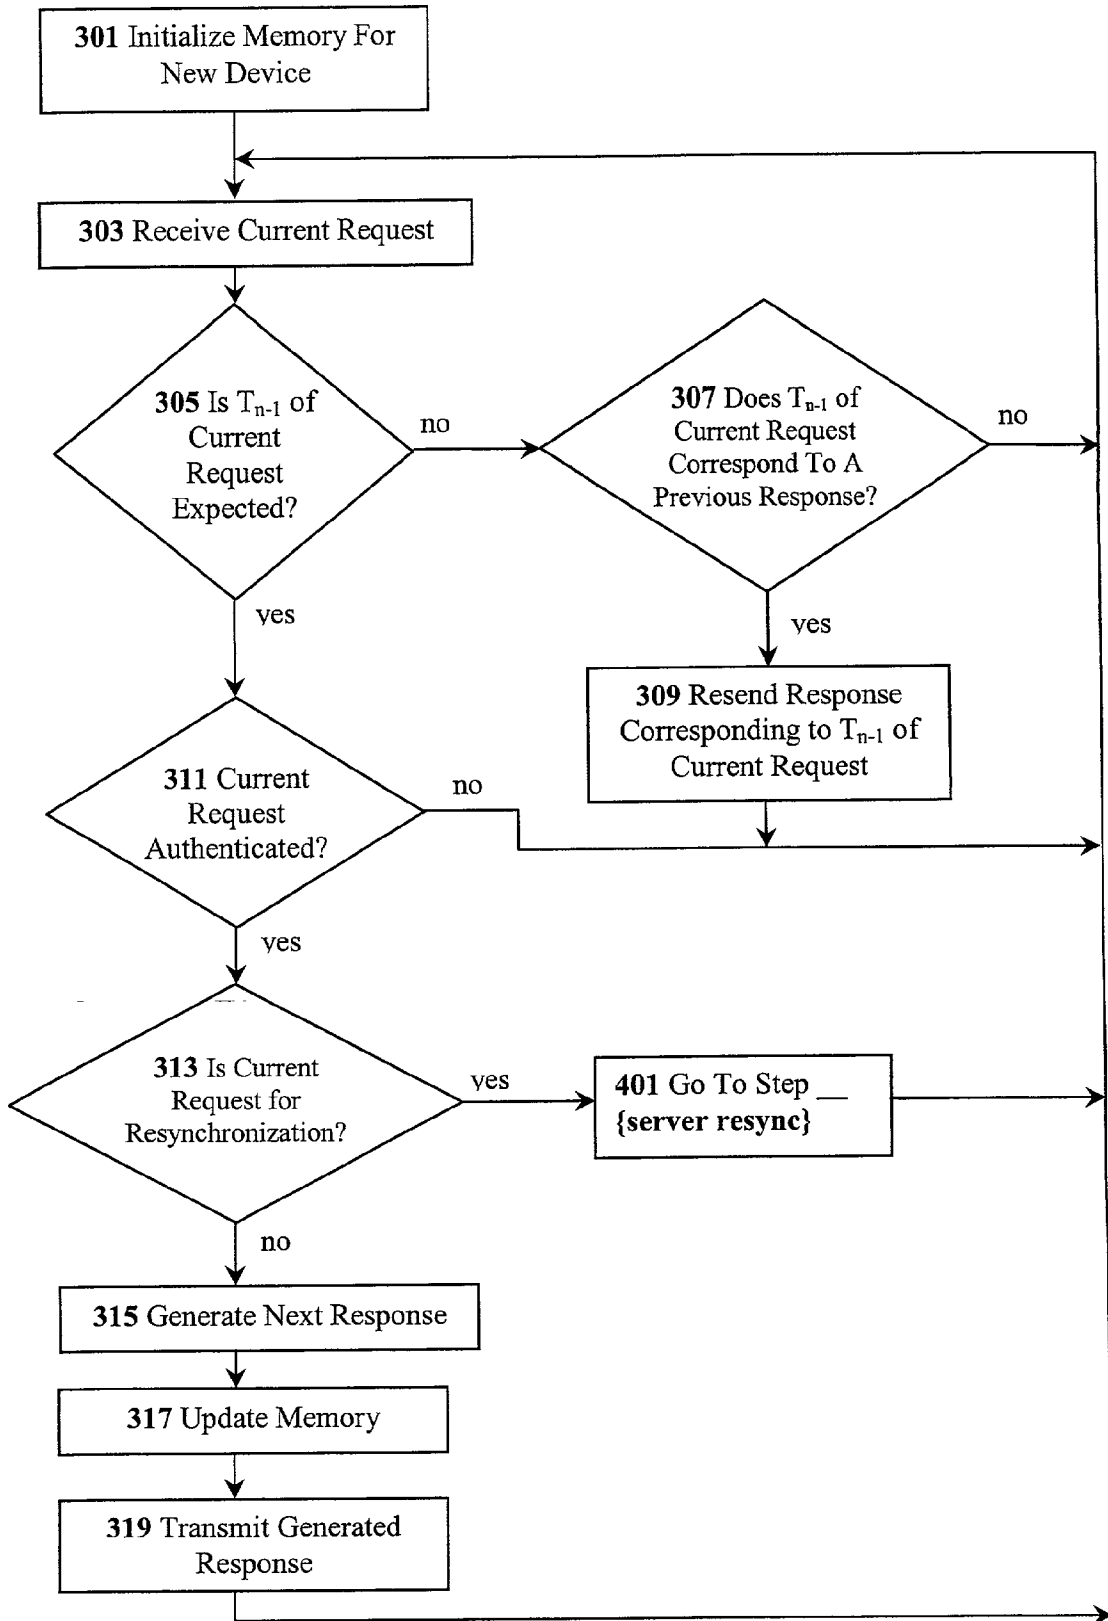 301 Initialize Memory For
New Device
303 Receive Current Request
305 Is Tn-1 of
Current
Request
Expected?
no
307 Does Tn-1 of
Current Request
Correspond To A
Previous Response?
no
yes
yes
309 Resend Response
Corresponding to Tn-1 of
Current Request
311 Current
Request
Authenticated?
no
yes
313 Is Current
Request for
Resynchronization?
yes
401 Go To Step __
{server resync}
no
315 Generate Next Response
317 Update Memory
319 Transmit Generated
Response